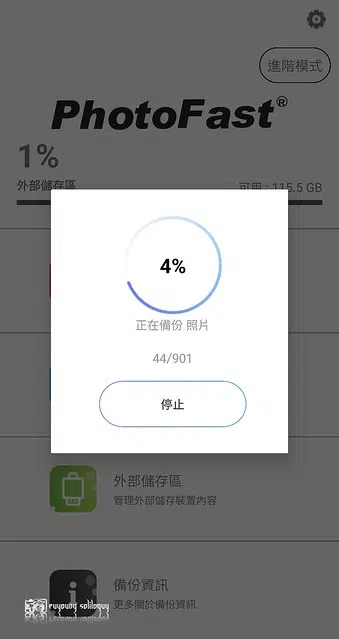 進階模式
PhotoFast®
1%
外部儲存區
可用 : 115.5 GB
4%
正在備份 照片
44/901
停止
外部儲存區
管理外部儲存裝置內容
備份資訊
更多關於備份資訊
ruyoung soliloquy